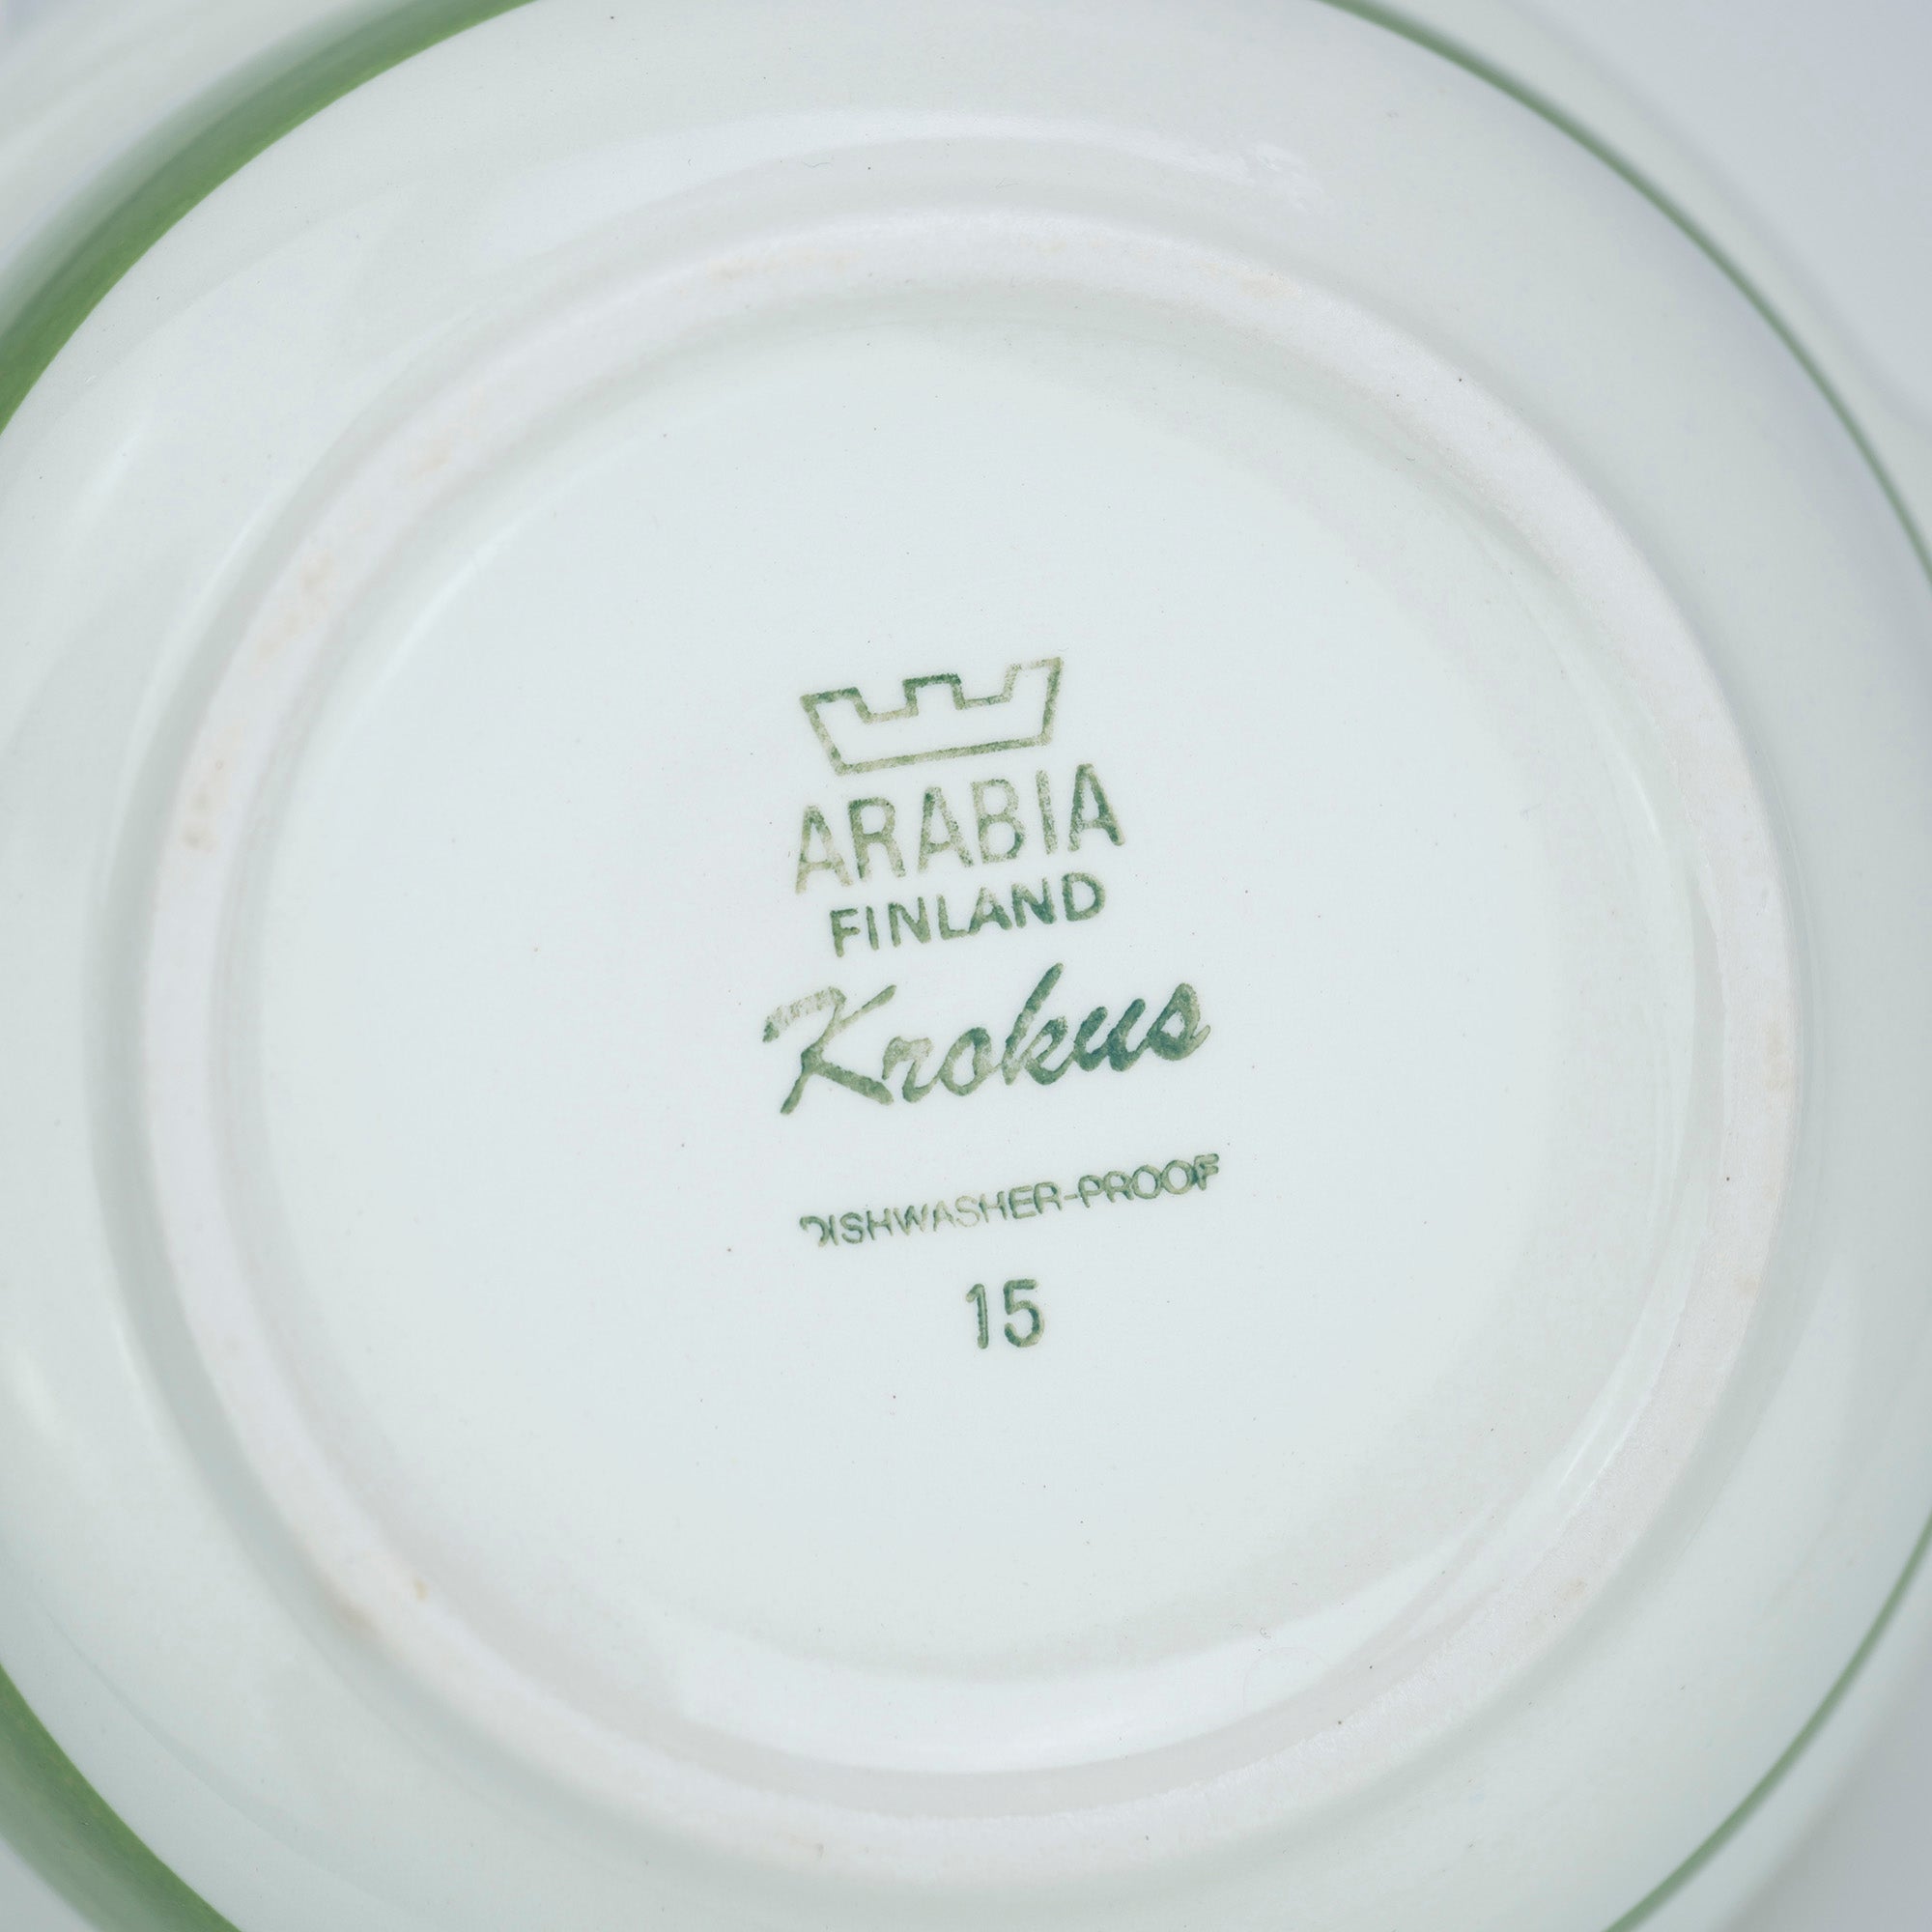 ARABIA
FINLAND
Krokus
DISHWASHER-PROOF
15